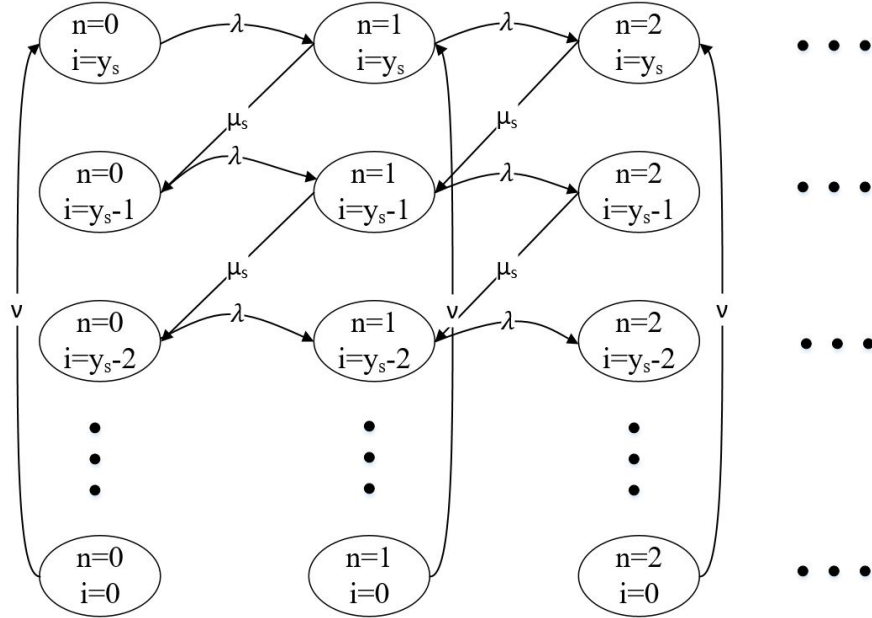 λ
λ
n=0
i=yₛ
n=1
i=yₛ
n=2
i=yₛ
μₛ
μₛ
λ
λ
n=0
i=yₛ-1
n=1
i=yₛ-1
n=2
i=yₛ-1
μₛ
μₛ
ν
ν
ν
λ
λ
n=0
i=yₛ-2
n=1
i=yₛ-2
n=2
i=yₛ-2
n=0
i=0
n=1
i=0
n=2
i=0